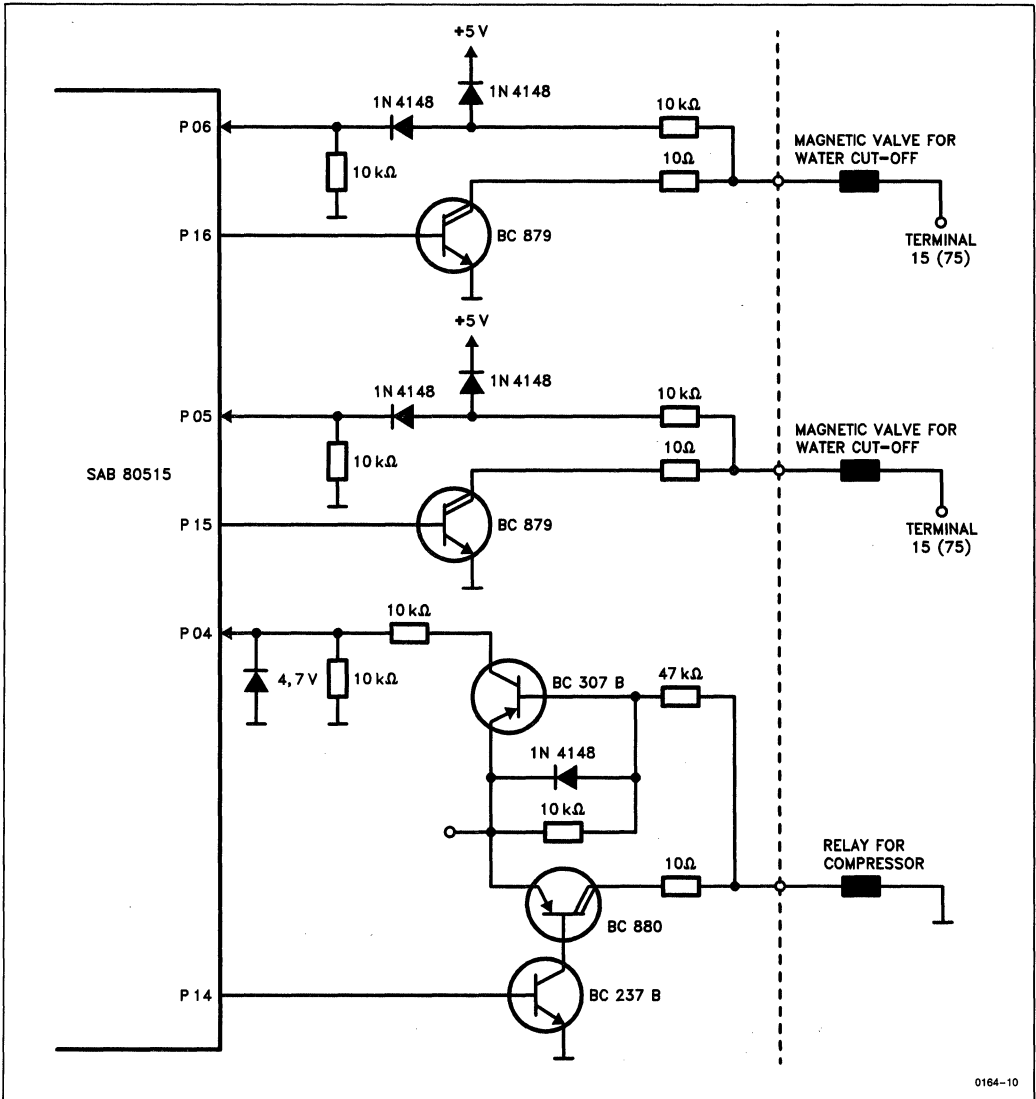 +5 V
1N 4148
1N 4148
P 06
10 kΩ
10 kΩ
10Ω
MAGNETIC VALVE FOR
WATER CUT-OFF
P 16
BC 879
TERMINAL
15 (75)
+5 V
1N 4148
1N 4148
P 05
10 kΩ
10 kΩ
10Ω
MAGNETIC VALVE FOR
WATER CUT-OFF
SAB 80515
P 15
BC 879
TERMINAL
15 (75)
P 04
10 kΩ
4,7 V
10 kΩ
BC 307 B
47 kΩ
1N 4148
10 kΩ
10Ω
RELAY FOR
COMPRESSOR
BC 880
P 14
BC 237 B
0164-10